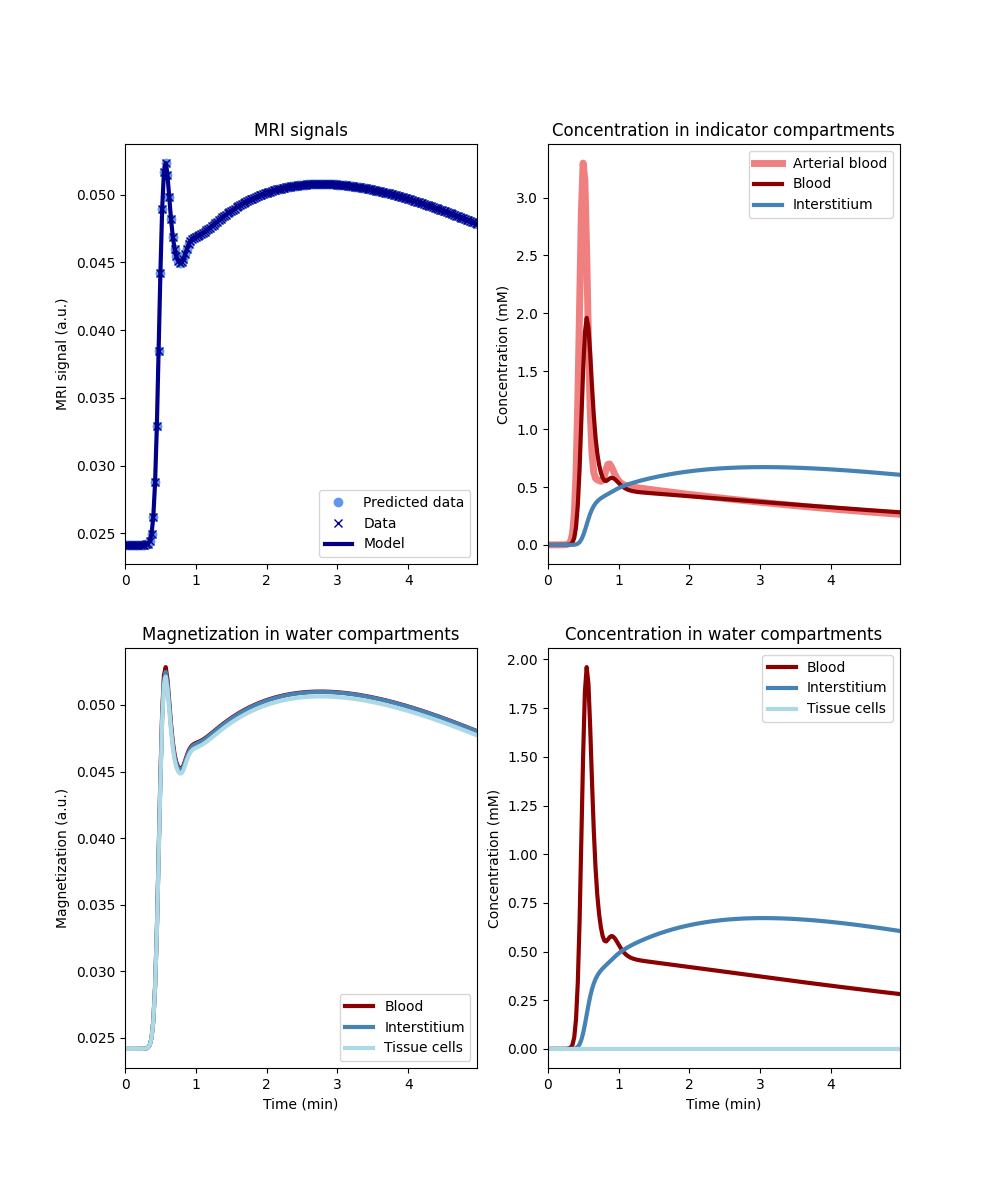 MRI signals
MRI signal (a.u.)
0.050
0.045
0.040
0.035
0.030
0.025
0 1 2 3 4
Predicted data
Data
Model
Concentration in indicator compartments
Concentration (mM)
3.0
2.5
2.0
1.5
1.0
0.5
0.0
0 1 2 3 4
Arterial blood
Blood
Interstitium
Magnetization in water compartments
Magnetization (a.u.)
0.050
0.045
0.040
0.035
0.030
0.025
0 1 2 3 4
Time (min)
Blood
Interstitium
Tissue cells
Concentration in water compartments
Concentration (mM)
2.00
1.75
1.50
1.25
1.00
0.75
0.50
0.25
0.00
0 1 2 3 4
Time (min)
Blood
Interstitium
Tissue cells